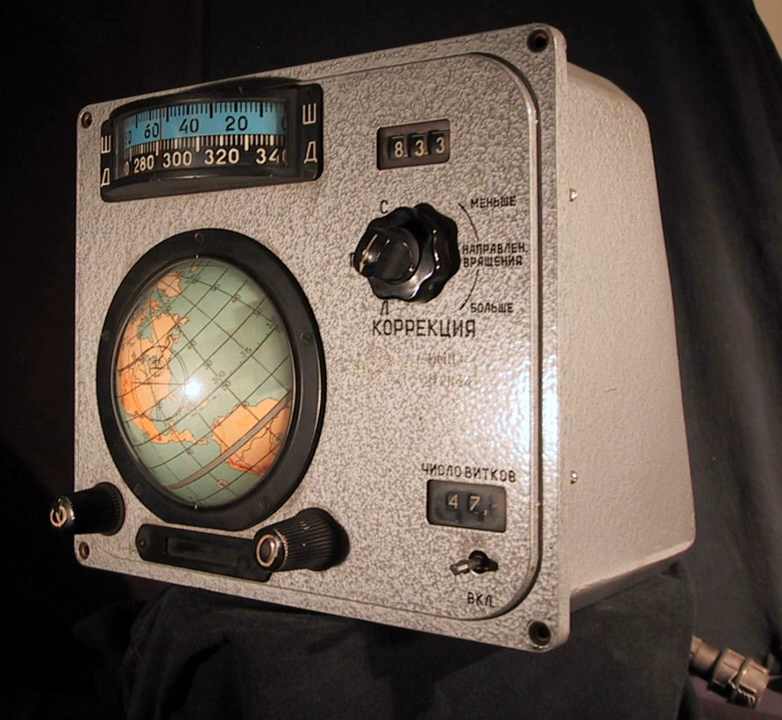 Ш 60 40 20 Ш
Д 280 300 320 34 Д
8.3 3
С
МЕНЬШЕ
НАПРАВЛЕН.
ВРАЩЕНИЯ
Л
БОЛЬШЕ
КОРРЕКЦИЯ
ЧИСЛО ВИТКОВ
4 7,
ВКЛ.